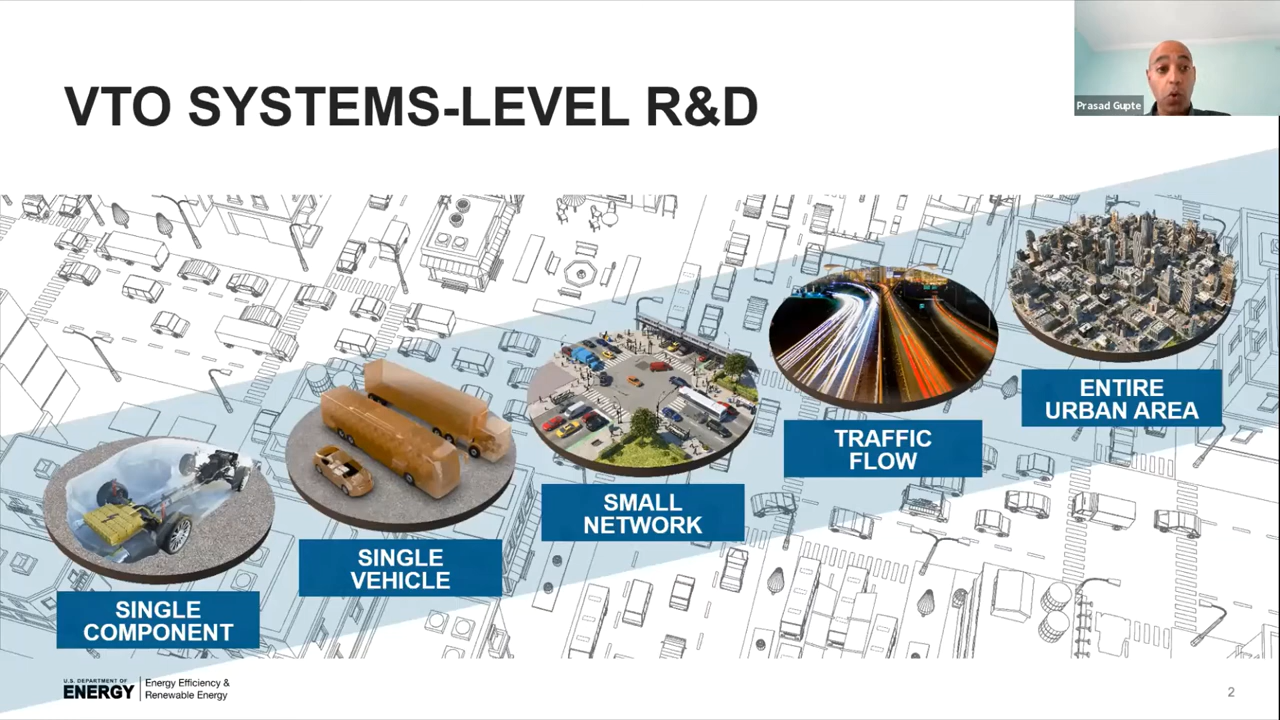 VTO SYSTEMS-LEVEL R&D
Prasad Gupte
SINGLE
COMPONENT
SINGLE
VEHICLE
SMALL
NETWORK
TRAFFIC
FLOW
ENTIRE
URBAN AREA
U.S. DEPARTMENT OF
ENERGY
Energy Efficiency &
Renewable Energy
2